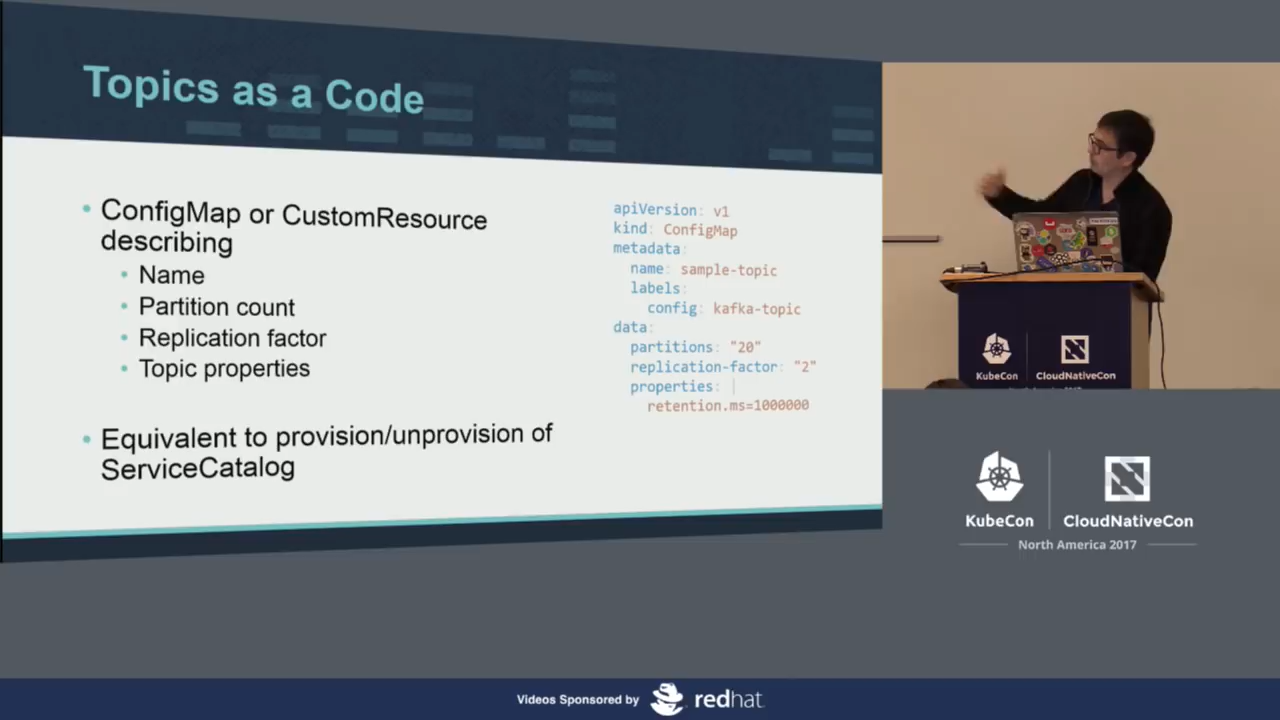 Topics as a Code
• ConfigMap or CustomResource
describing
• Name
• Partition count
• Replication factor
• Topic properties
• Equivalent to provision/unprovision of
ServiceCatalog
apiVersion: v1
kind: ConfigMap
metadata:
name: sample-topic
labels:
config: kafka-topic
data:
partitions: "20"
replication-factor: "2"
properties: |
retention.ms=1000000
KubeCon
CloudNativeCon
KubeCon
CloudNativeCon
North America 2017
Videos Sponsored by
redhat